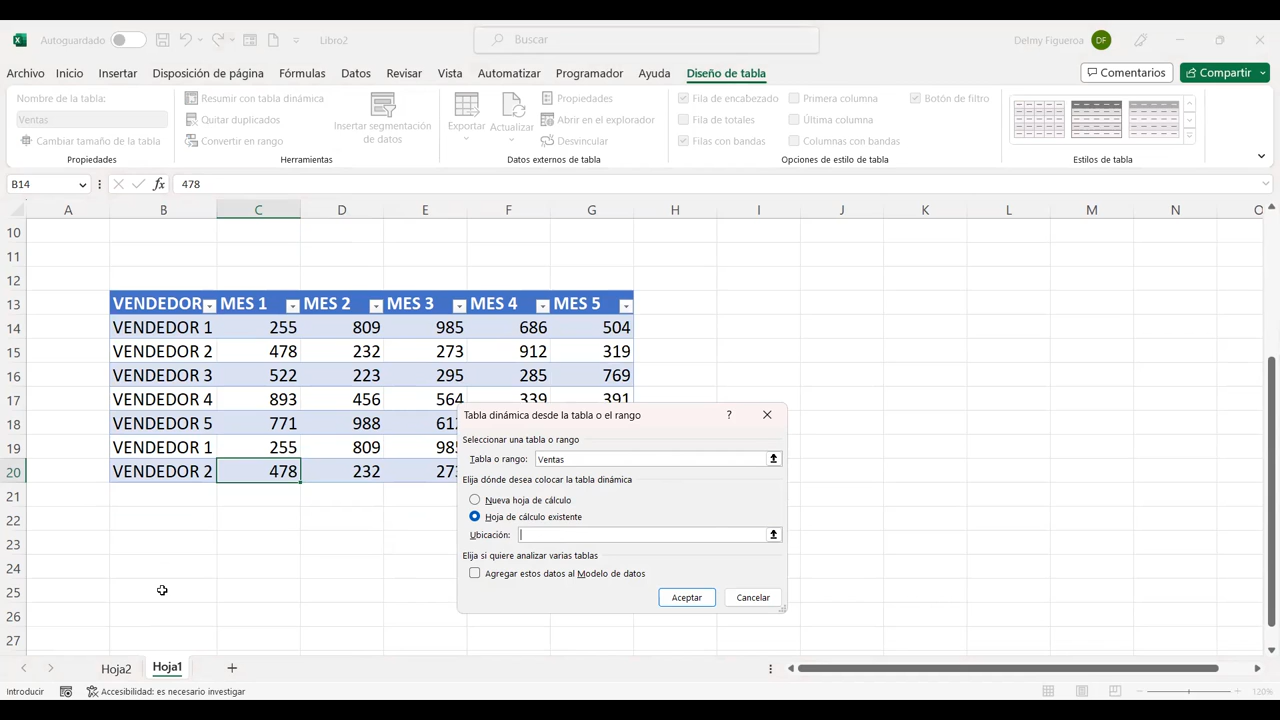 Autoguardado Libro2 Buscar Delmy Figueroa DF
Archivo Inicio Insertar Disposición de página Fórmulas Datos Revisar Vista Automatizar Programador Ayuda Diseño de tabla Comentarios Compartir
Nombre de la tabla:
Ventas
Cambiar tamaño de la tabla
Propiedades
Resumir con tabla dinámica
Quitar duplicados
Convertir en rango
Insertar segmentación
de datos
Herramientas
Exportar
Actualizar
Propiedades
Abrir en el explorador
Desvincular
Datos externos de tabla
Fila de encabezado
Fila de totales
Filas con bandas
Primera columna
Última columna
Columnas con bandas
Botón de filtro
Opciones de estilo de tabla
Estilos de tabla
B14 fx 478
A B C D E F G H I J K L M N O
10
11
12
13 VENDEDOR MES 1 MES 2 MES 3 MES 4 MES 5
14 VENDEDOR 1 255 809 985 686 504
15 VENDEDOR 2 478 232 273 912 319
16 VENDEDOR 3 522 223 295 285 769
17 VENDEDOR 4 893 456 564 339 391
18 VENDEDOR 5 771 988
19 VENDEDOR 1 255 809
20 VENDEDOR 2 478 232
21
22
23
24
25
26
27
Tabla dinámica desde la tabla o el rango ?
Seleccionar una tabla o rango
Tabla o rango: Ventas
Elija dónde desea colocar la tabla dinámica
Nueva hoja de cálculo
Hoja de cálculo existente
Ubicación:
Elija si quiere analizar varias tablas
Agregar estos datos al Modelo de datos
Aceptar Cancelar
Hoja2 Hoja1
Introducir Accesibilidad: es necesario investigar 120%